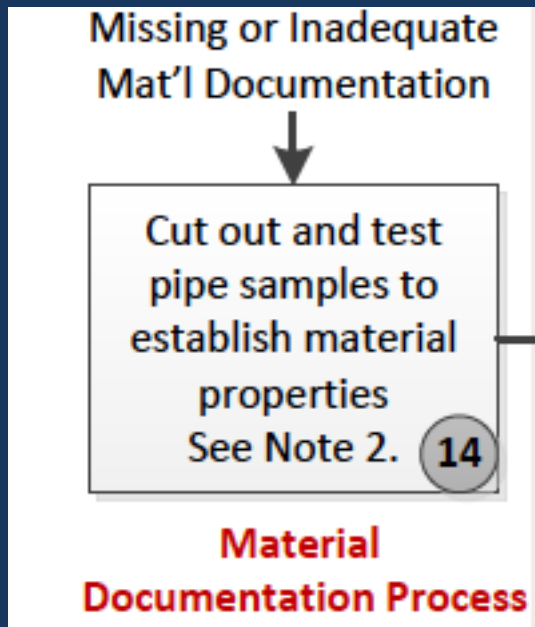 Missing or Inadequate
Mat'l Documentation
Cut out and test
pipe samples to
establish material
properties
See Note 2.
14
Material
Documentation Process